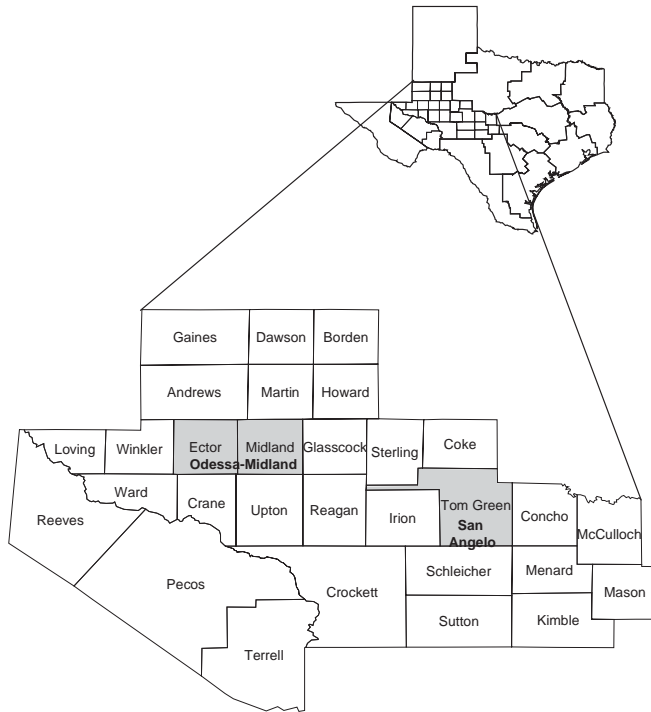 Gaines
Dawson
Borden
Andrews
Martin
Howard
Loving
Winkler
Ector
Midland
Glasscock
Sterling
Coke
Odessa-Midland
Reeves
Ward
Crane
Upton
Reagan
Irion
Tom Green
San
Angelo
Concho
McCulloch
Pecos
Crockett
Schleicher
Menard
Mason
Terrell
Sutton
Kimble